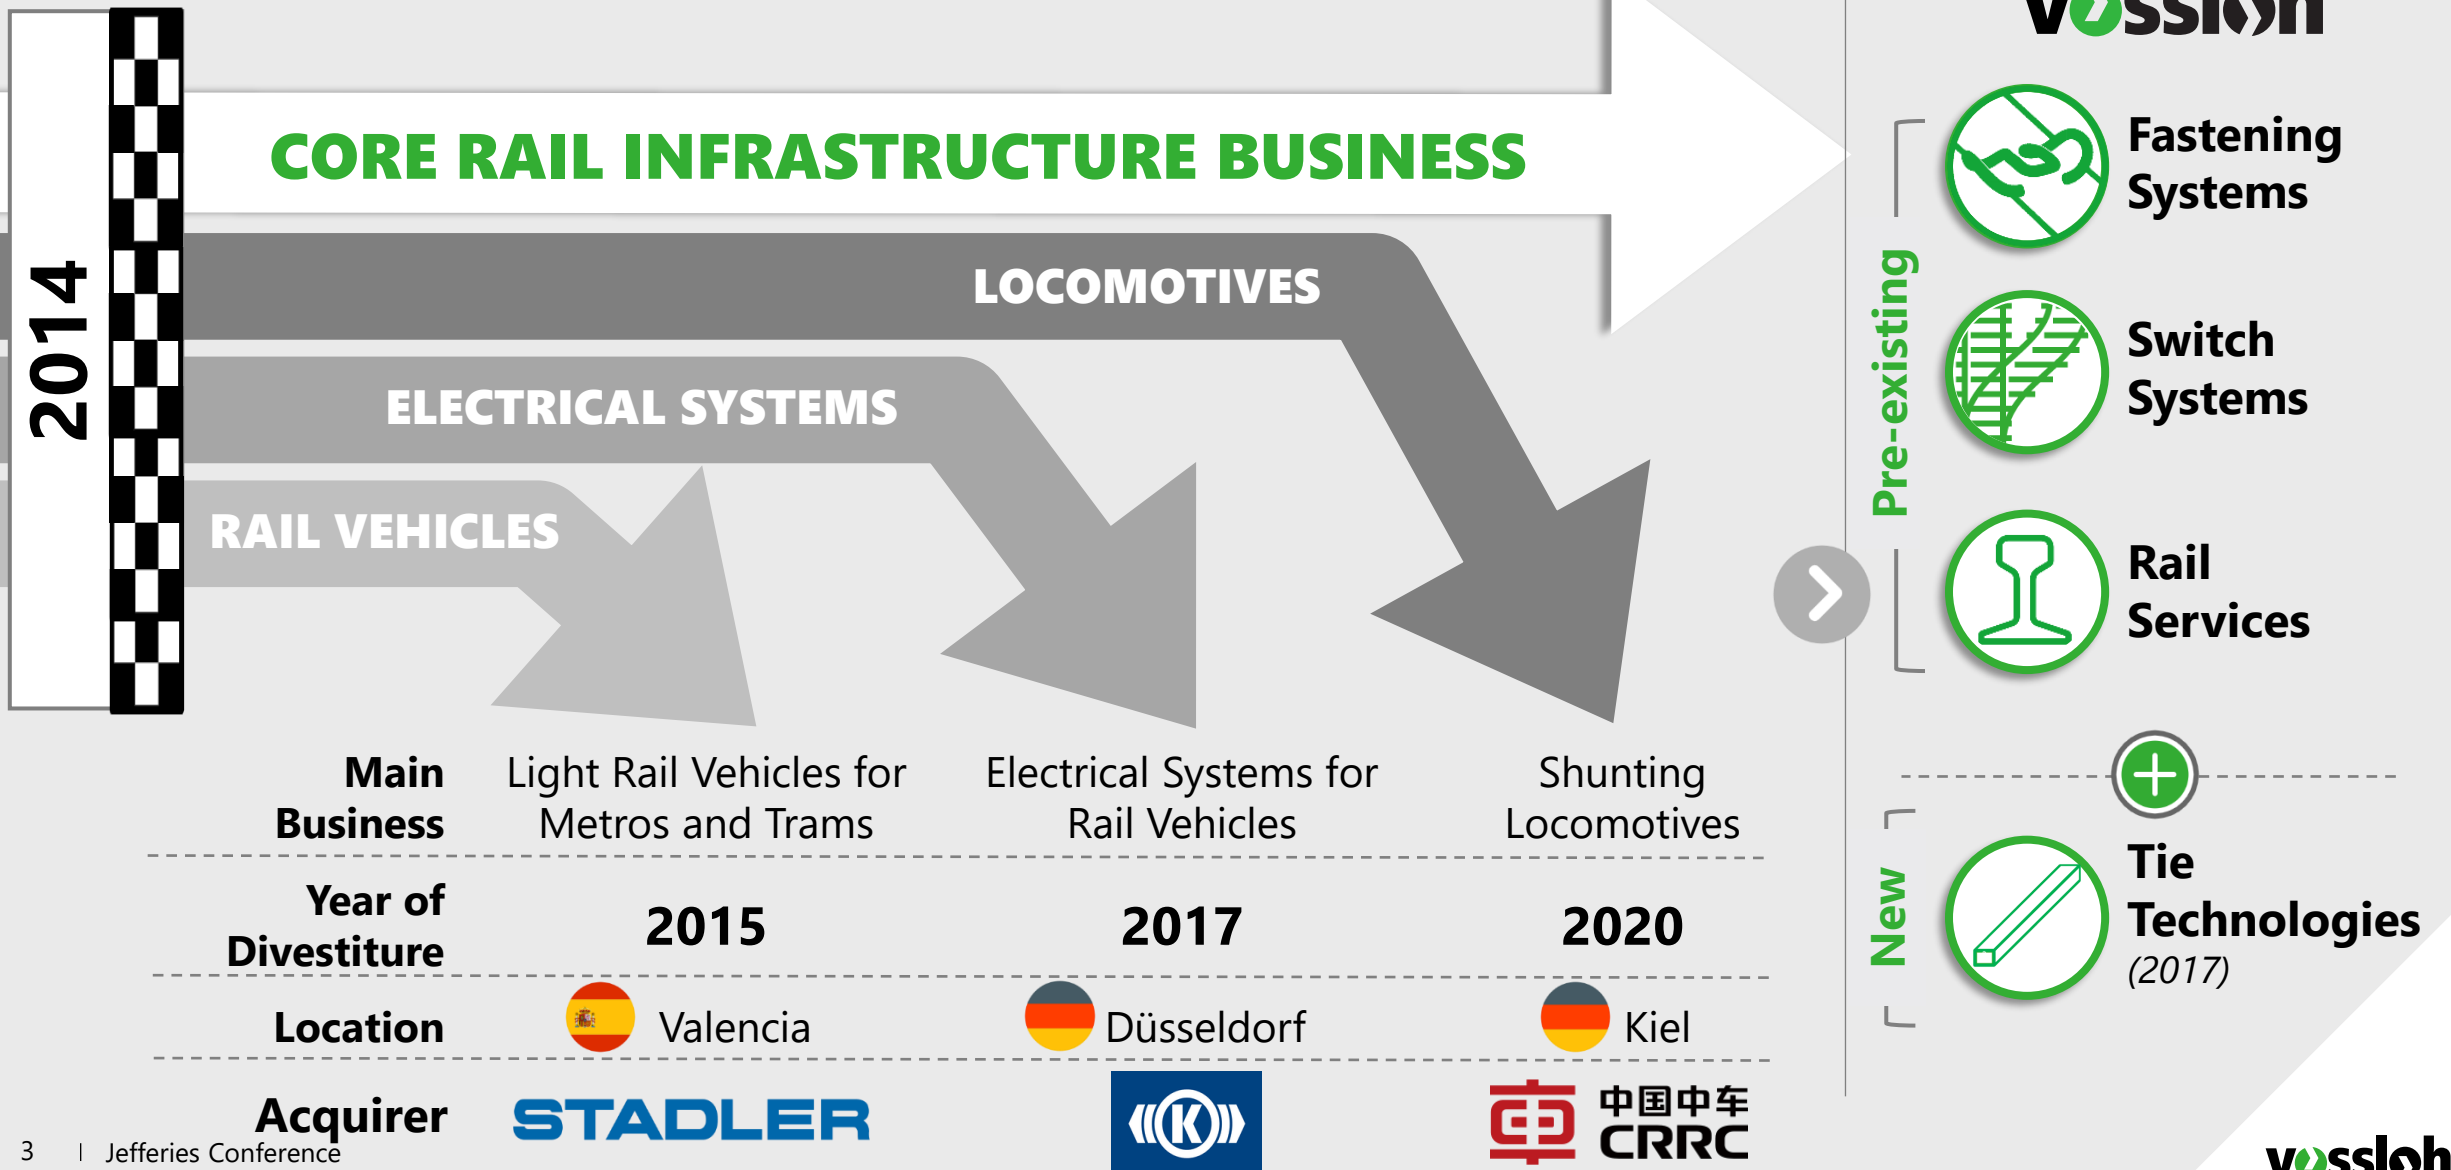 vossloh
2014
CORE RAIL INFRASTRUCTURE BUSINESS
LOCOMOTIVES
ELECTRICAL SYSTEMS
RAIL VEHICLES
Main
Business
Light Rail Vehicles for
Metros and Trams
Electrical Systems for
Rail Vehicles
Shunting
Locomotives
Year of
Divestiture
2015
2017
2020
Location
Valencia
Düsseldorf
Kiel
Acquirer
STADLER
K
中国中车
CRRC
Pre-existing
Fastening
Systems
Switch
Systems
Rail
Services
New
Tie
Technologies
(2017)
3 | Jefferies Conference
vossloh